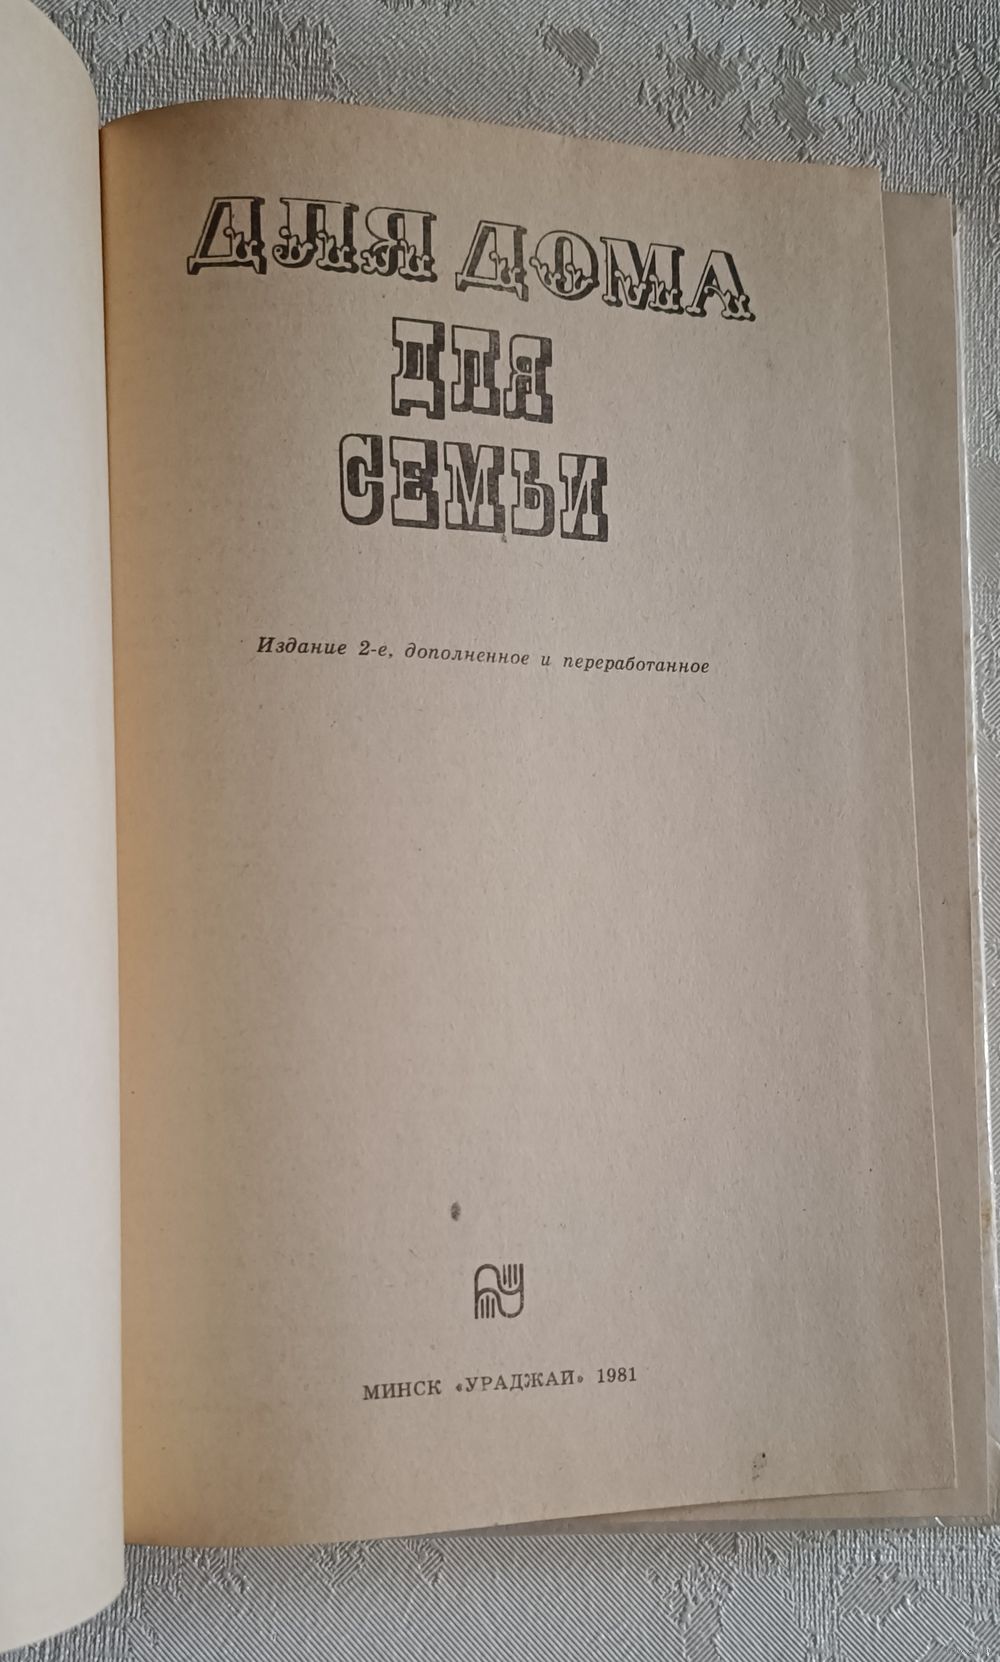 ДЛЯ ДОМА
ДЛЯ
СЕМЬИ
Издание 2-е, дополненное и переработанное
МИНСК «УРАДЖАЙ» 1981